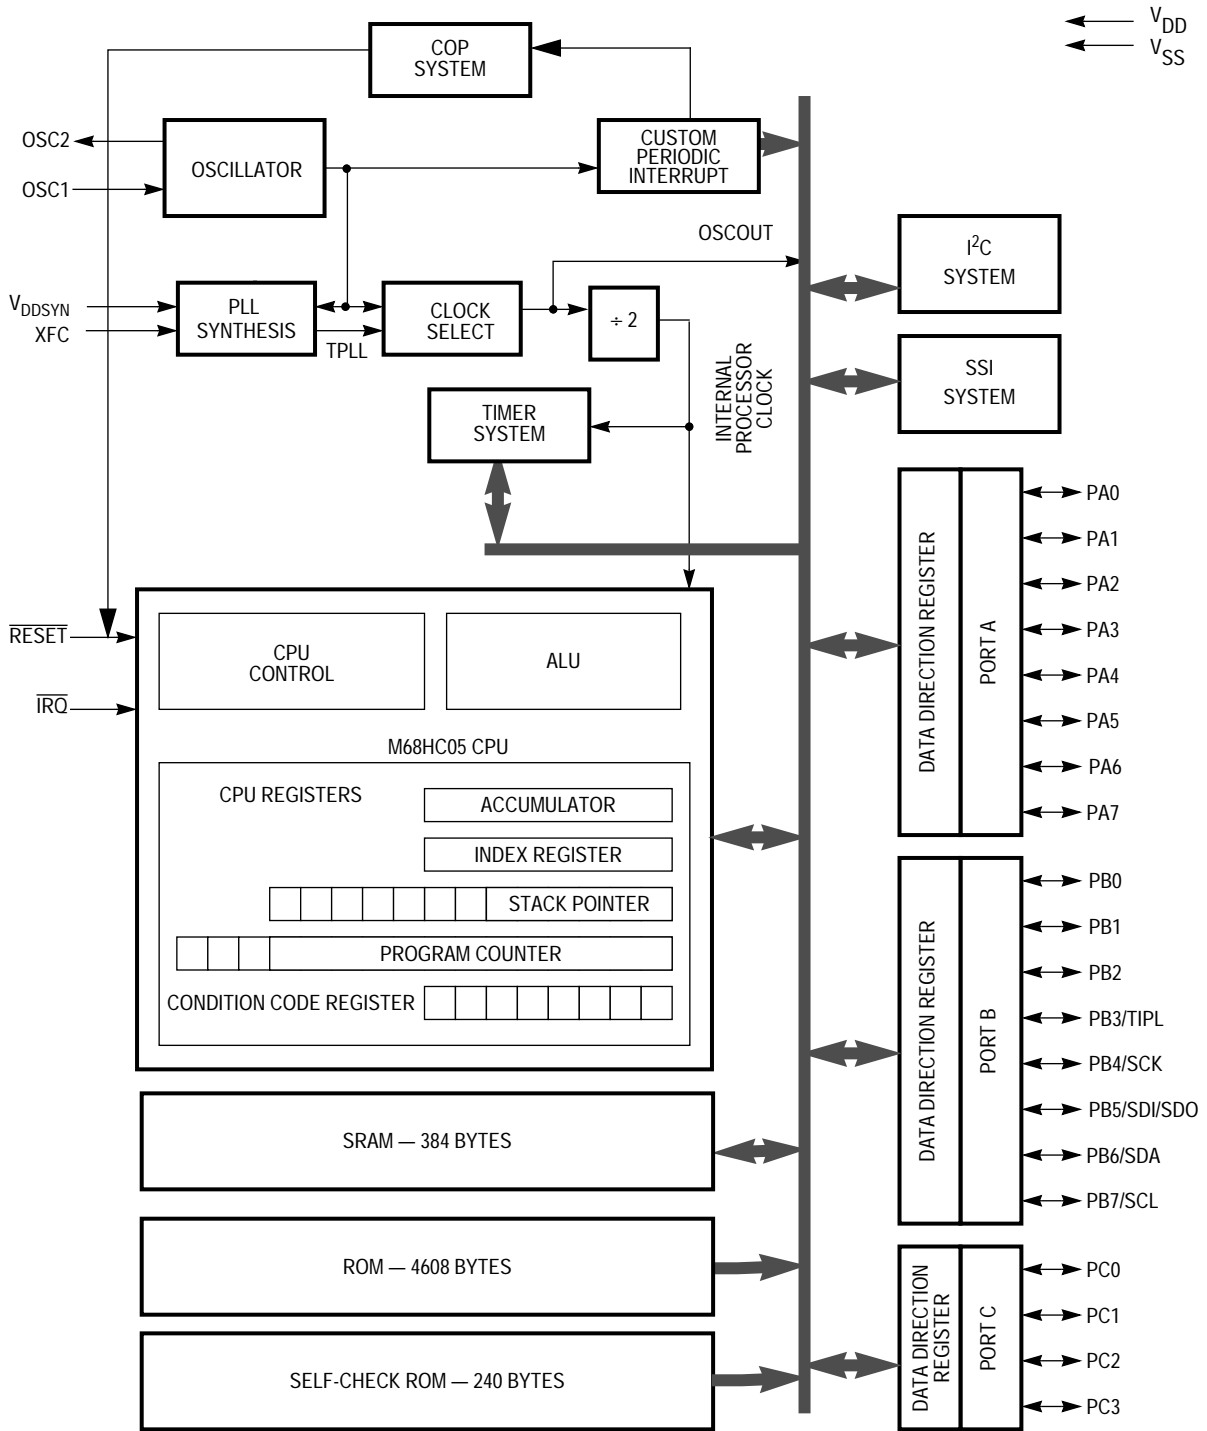 V_DD
V_SS
COP
SYSTEM
OSC2
OSC1
OSCILLATOR
CUSTOM
PERIODIC
INTERRUPT
OSCOUT
I²C
SYSTEM
V_DDSYN
XFC
PLL
SYNTHESIS
TPLL
CLOCK
SELECT
÷ 2
INTERNAL
PROCESSOR
CLOCK
SSI
SYSTEM
TIMER
SYSTEM
RESET
IRQ
CPU
CONTROL
ALU
M68HC05 CPU
CPU REGISTERS
ACCUMULATOR
INDEX REGISTER
STACK POINTER
PROGRAM COUNTER
CONDITION CODE REGISTER
SRAM — 384 BYTES
ROM — 4608 BYTES
SELF-CHECK ROM — 240 BYTES
DATA DIRECTION REGISTER
PORT A
PA0
PA1
PA2
PA3
PA4
PA5
PA6
PA7
DATA DIRECTION REGISTER
PORT B
PB0
PB1
PB2
PB3/TIPL
PB4/SCK
PB5/SDI/SDO
PB6/SDA
PB7/SCL
DATA DIRECTION
REGISTER
PORT C
PC0
PC1
PC2
PC3